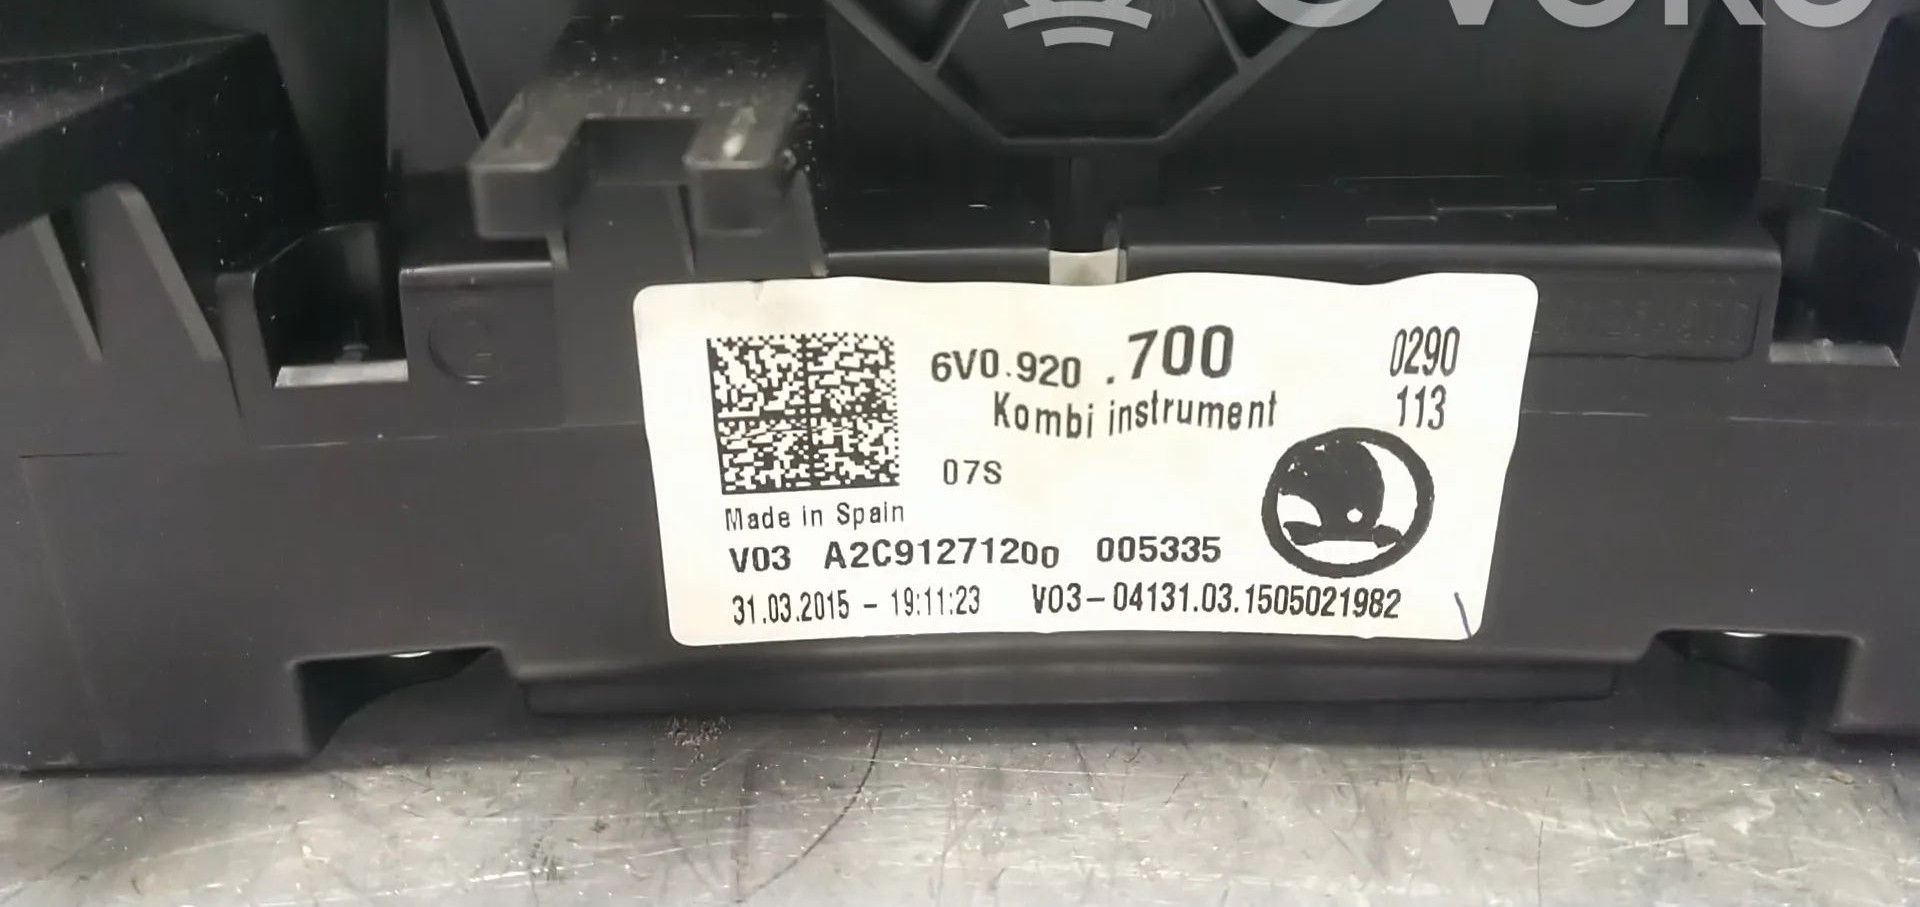 6V0.920 .700 0290
Kombi instrument 113
07S
Made in Spain
V03 A2C91271200 005335
31.03.2015 - 19:11:23 V03-04131.03.1505021982